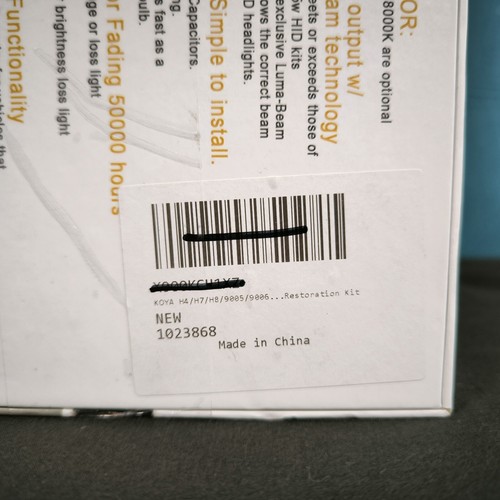 OR:
8000K are optional
output w/
am technology
eets or exceeds those of
w HID kits
exclusive Luma-Beam
ows the correct beam
D headlights.
Simple to install.
Capacitors.
ng.
s fast as a
ulb.
r Fading 50000 hours
ge or loss light
r brightness loss light
Functionality
KOYA H4/H7/H8/9005/9006...Restoration Kit
NEW
1023868
Made in China